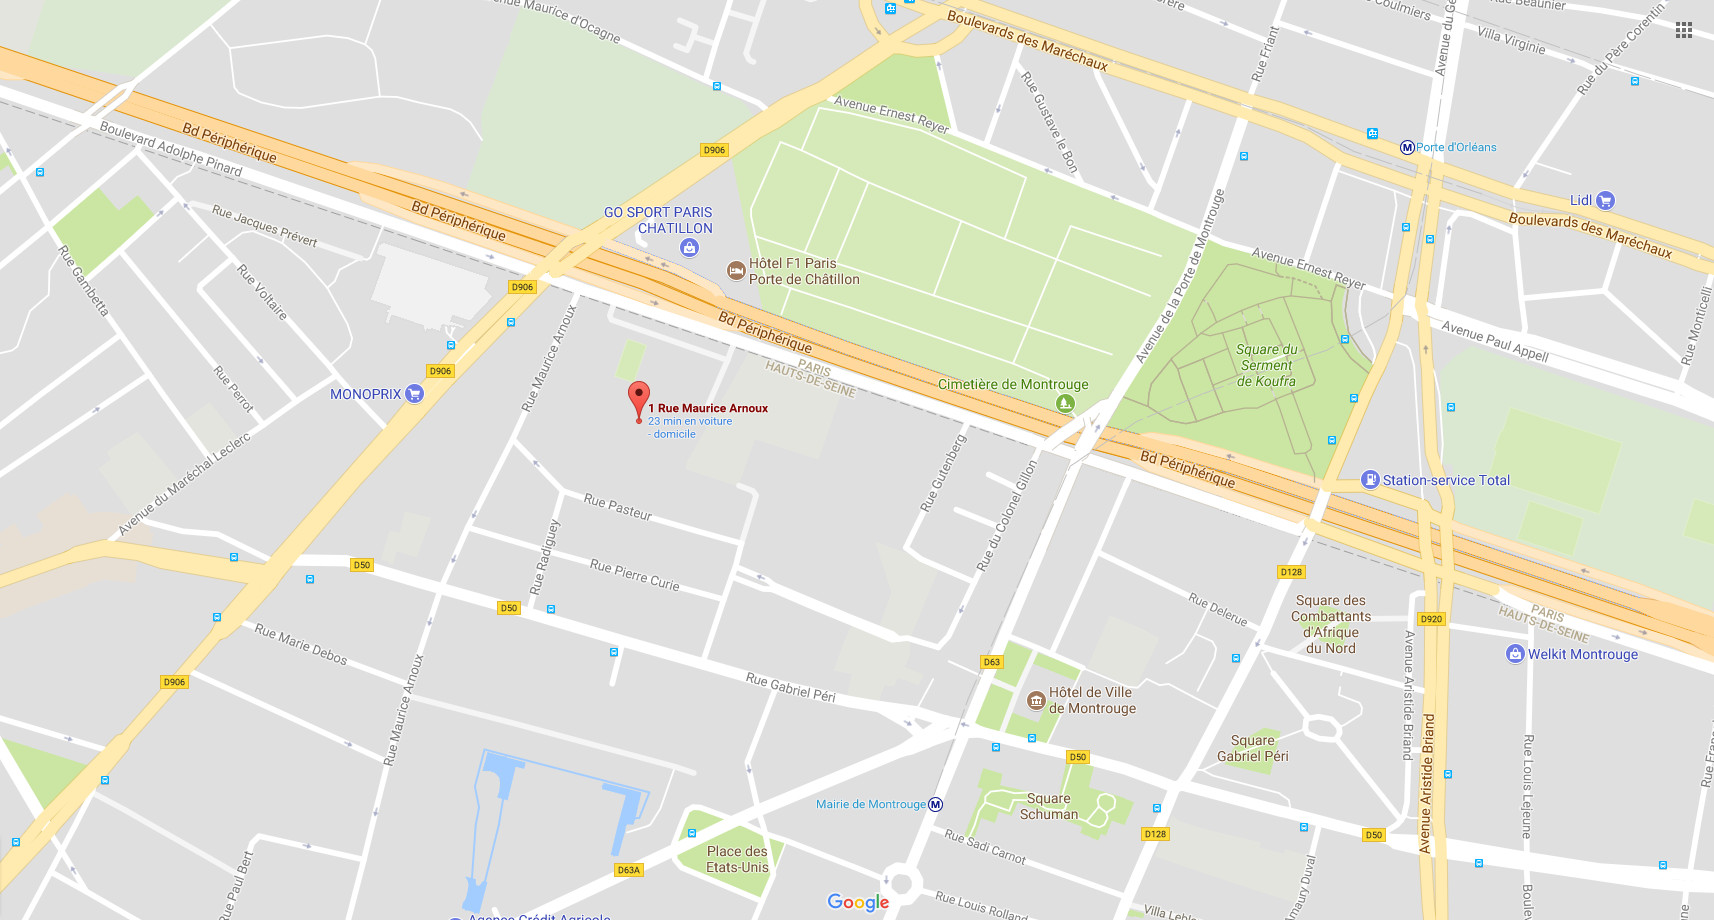 Avenue Maurice d'Ocagne
Boulevards des Maréchaux
Rue Friant
Coulmiers
Rue Beaunier
Villa Virginie
Rue du Père Corentin
Avenue du Gé
Bd Périphérique
Boulevard Adolphe Pinard
D906
Avenue Ernest Reyer
Rue Gustave le Bon
Porte d'Orléans
Lidl
Boulevards des Maréchaux
Rue Jacques Prévert
Bd Périphérique
GO SPORT PARIS
CHATILLON
Hôtel F1 Paris
Porte de Châtillon
Avenue de la Porte de Montrouge
Avenue Ernest Reyer
Rue Gambetta
Rue Voltaire
D906
Rue Maurice Arnoux
Bd Périphérique
PARIS
HAUTS-DE-SEINE
Square du
Serment
de Koufra
Avenue Paul Appell
Rue Monticelli
D906
MONOPRIX
Rue Perrot
1 Rue Maurice Arnoux
23 min en voiture
- domicile
Cimetière de Montrouge
Avenue du Maréchal Leclerc
Rue Gutenberg
Rue du Colonel Gillon
Bd Périphérique
Station-service Total
Rue Pasteur
Rue Radiguey
Rue Pierre Curie
D50
D50
D128
Rue Delerue
Square des
Combattants
d'Afrique
du Nord
D920
PARIS
HAUTS-DE-SEINE
Welkit Montrouge
Rue Marie Debos
D906
Rue Maurice Arnoux
Rue Gabriel Péri
D63
Hôtel de Ville
de Montrouge
Avenue Aristide Briand
Square
Gabriel Péri
D50
Avenue Aristide Briand
Rue Louis Lejeune
Rue Fran
Mairie de Montrouge
Square
Schuman
D128
D50
Rue Sadi Carnot
Place des
Etats-Unis
D63A
Rue Paul Bert
Google
Rue Louis Rolland
Villa Leble
Amaury Duval
Boulev
Agence Crédit Agricole